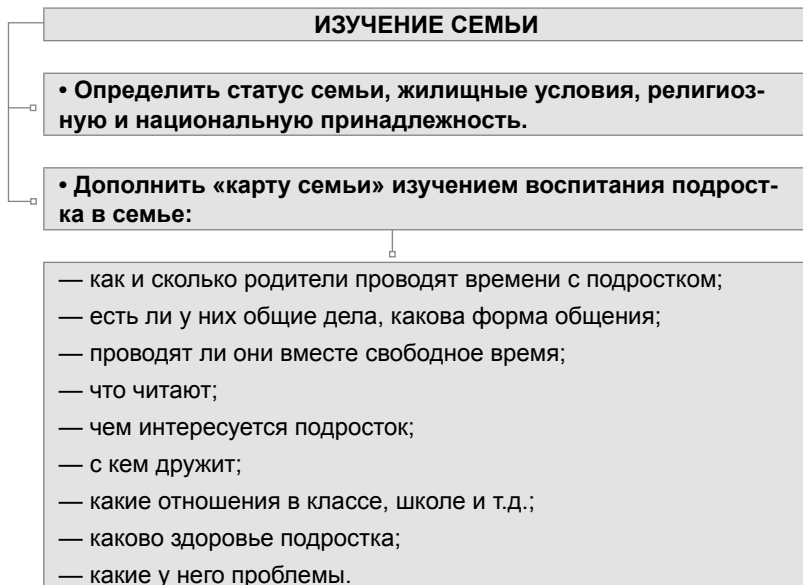 ИЗУЧЕНИЕ СЕМЬИ
• Определить статус семьи, жилищные условия, религиоз-
ную и национальную принадлежность.
• Дополнить «карту семьи» изучением воспитания подрост-
ка в семье:
— как и сколько родители проводят времени с подростком;
— есть ли у них общие дела, какова форма общения;
— проводят ли они вместе свободное время;
— что читают;
— чем интересуется подросток;
— с кем дружит;
— какие отношения в классе, школе и т.д.;
— каково здоровье подростка;
— какие у него проблемы.